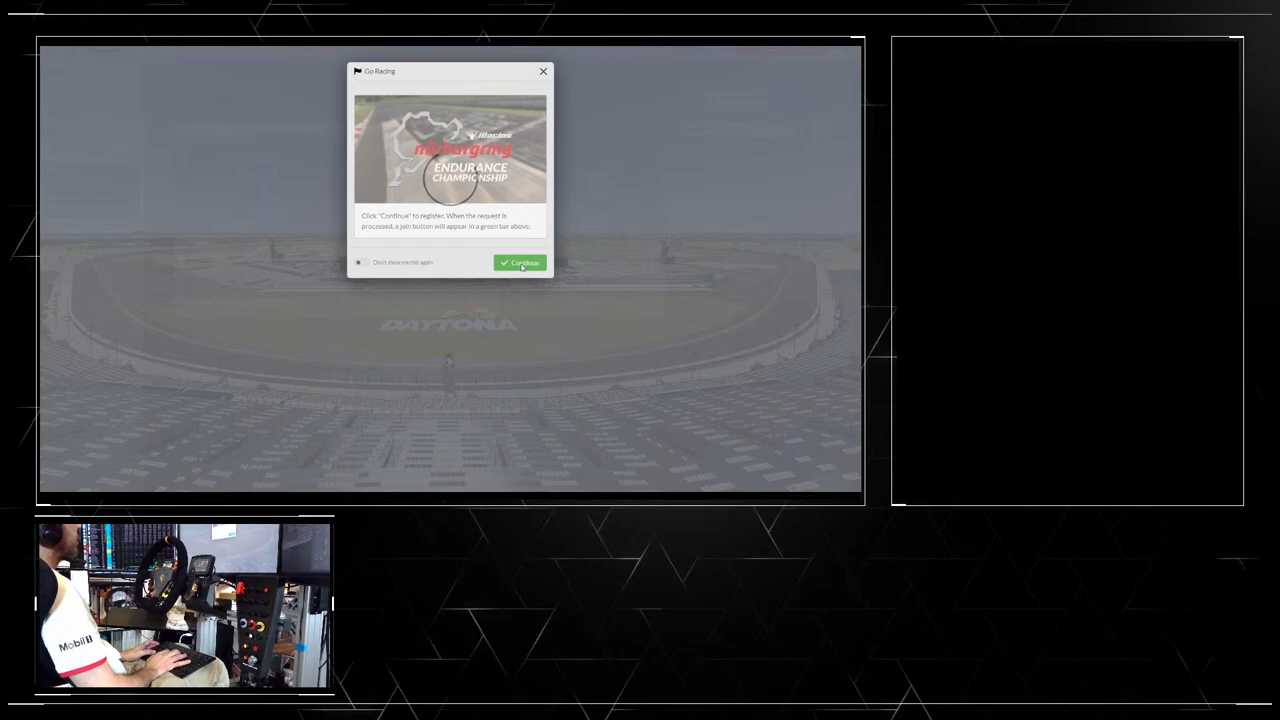 Go Racing
iRacing
nürburgring
ENDURANCE
CHAMPIONSHIP
Click "Continue" to register. When the request is
processed, a join button will appear in a green bar above.
Don't show me this again
Continue
DAYTONA
Mobil 1